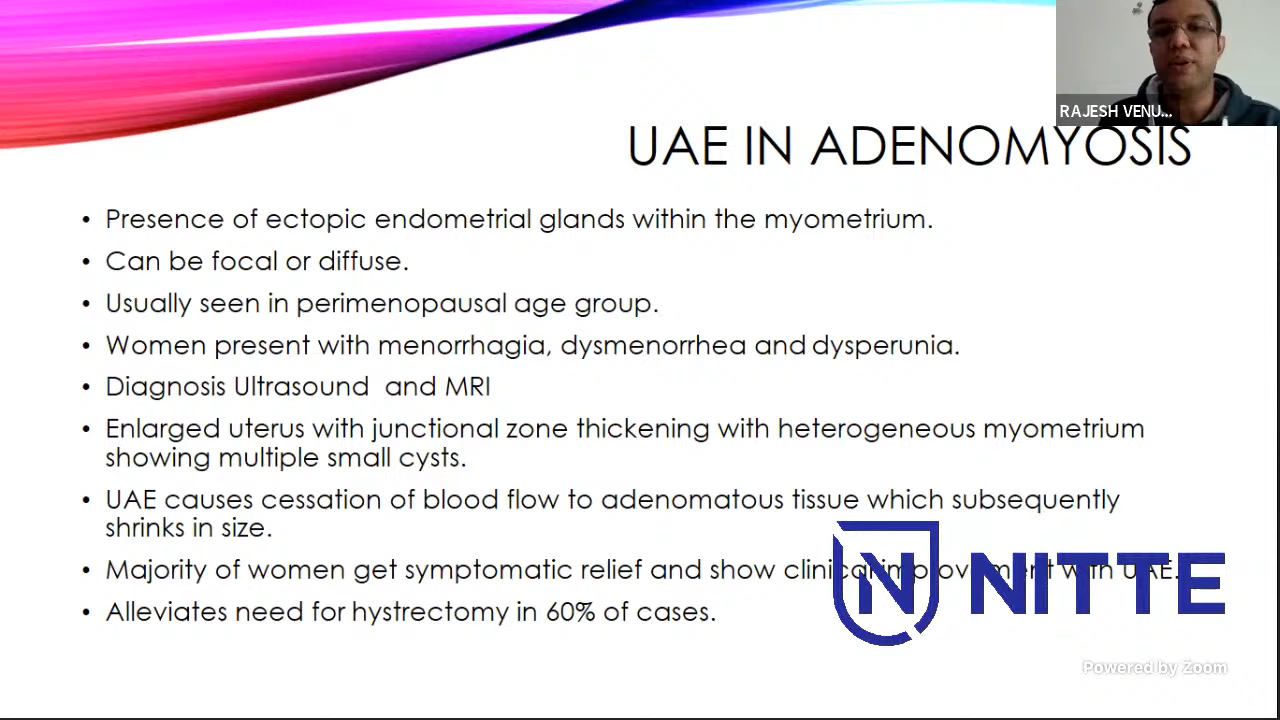 RAJESH VENU...
UAE IN ADENOMYOSIS
• Presence of ectopic endometrial glands within the myometrium.
• Can be focal or diffuse.
• Usually seen in perimenopausal age group.
• Women present with menorrhagia, dysmenorrhea and dysperunia.
• Diagnosis Ultrasound and MRI
• Enlarged uterus with junctional zone thickening with heterogeneous myometrium
showing multiple small cysts.
• UAE causes cessation of blood flow to adenomatous tissue which subsequently
shrinks in size.
• Majority of women get symptomatic relief and show clinical improvement with UAE.
• Alleviates need for hystrectomy in 60% of cases.
N NITTE
Powered by Zoom